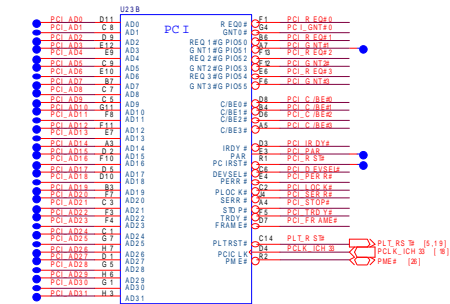 U23B
PCI
PCI_AD0 D11 AD0 REQ0# F1 PCI_REQ#0
PCI_AD1 C8 AD1 GNT0# G4 PCI_GNT#0
PCI_AD2 D9 AD2 REQ1#GPIO50 B6 PCI_REQ#1
PCI_AD3 E12 AD3 GNT1#GPIO51 A7 PCI_GNT#1
PCI_AD4 E9 AD4 REQ2#GPIO52 F13 PCI_REQ#2
PCI_AD5 C9 AD5 GNT2#GPIO53 F12 PCI_GNT#2
PCI_AD6 E10 AD6 REQ3#GPIO54 E6 PCI_REQ#3
PCI_AD7 B7 AD7 GNT3#GPIO55 F6 PCI_GNT#3
PCI_AD8 C7 AD8
PCI_AD9 C5 AD9 C/BE0# D8 PCI_C/BE#0
PCI_AD10 G11 AD10 C/BE1# B4 PCI_C/BE#1
PCI_AD11 F8 AD11 C/BE2# D6 PCI_C/BE#2
PCI_AD12 F11 AD12 C/BE3# A5 PCI_C/BE#3
PCI_AD13 E7 AD13
PCI_AD14 A3 AD14 IRDY# D3 PCI_IRDY#
PCI_AD15 D2 AD15 PAR E3 PCI_PAR
PCI_AD16 F10 AD16 PCIRST# R1 PCI_RST#
PCI_AD17 D5 AD17 DEVSEL# C6 PCI_DEVSEL#
PCI_AD18 D10 AD18 PERR# E4 PCI_PERR#
PCI_AD19 B3 AD19 PLOCK# C2 PCI_LOCK#
PCI_AD20 F7 AD20 SERR# J4 PCI_SERR#
PCI_AD21 C3 AD21 STOP# A4 PCI_STOP#
PCI_AD22 F3 AD22 TRDY# F5 PCI_TRDY#
PCI_AD23 F4 AD23 FRAME# D7 PCI_FRAME#
PCI_AD24 C1 AD24
PCI_AD25 G7 AD25 PLTRST# C14 PLT_RST# PLT_RST# [5,19]
PCI_AD26 H7 AD26 PCICLK D4 PCLK_ICH33 PCLK_ICH33 [18]
PCI_AD27 D1 AD27 PME# R2 PME# [26]
PCI_AD28 G5 AD28
PCI_AD29 H6 AD29
PCI_AD30 G1 AD30
PCI_AD31 H3 AD31